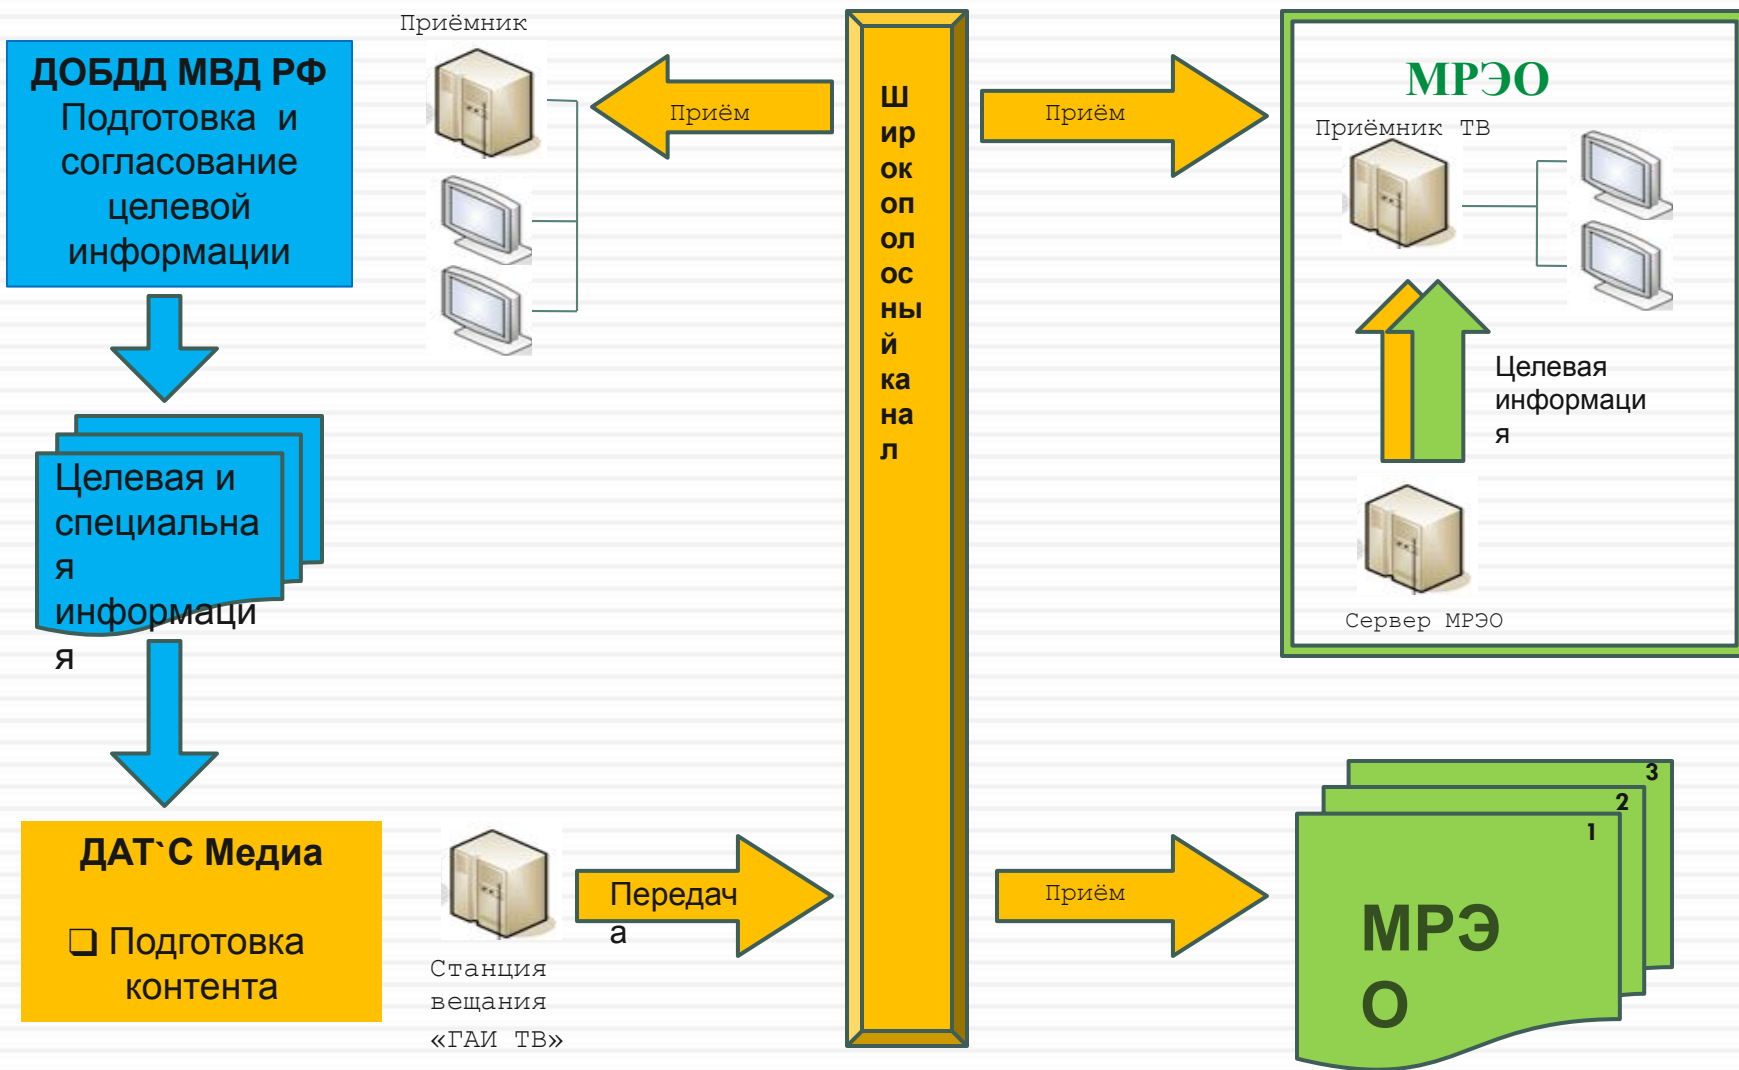 Приёмник
ДОБДД МВД РФ
Подготовка и
согласование
целевой
информации
Приём
Ш
ир
ок
оп
ол
ос
ны
й
ка
на
л
Приём
МРЭО
Приёмник ТВ
Целевая
информаци
я
Сервер МРЭО
Целевая и
специальна
я
информаци
я
ДАТ`С Медиа
❑ Подготовка
контента
Станция
вещания
«ГАИ ТВ»
Передач
а
Приём
3
2
1
МРЭ
О